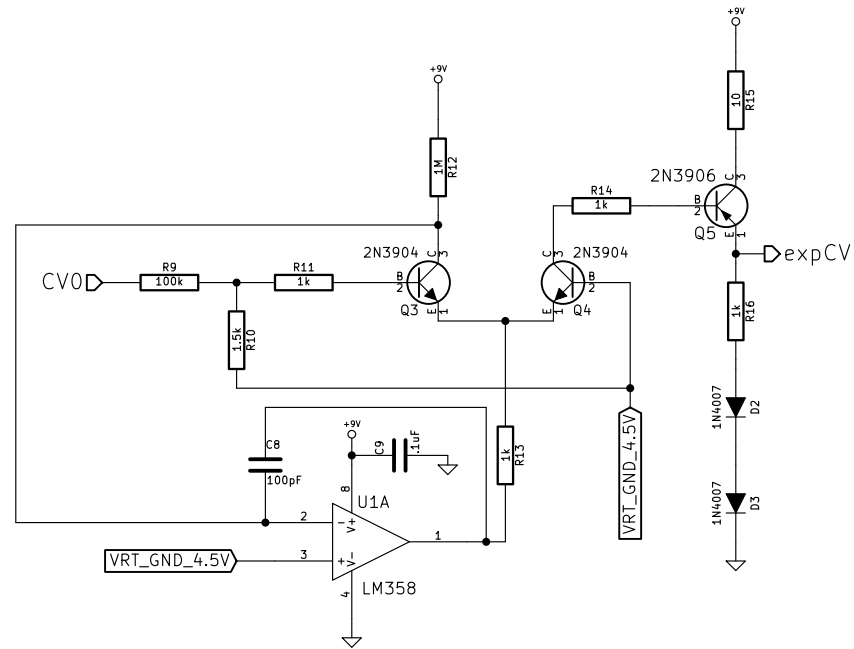 +9V
10
R15
+9V
1M
R12
2N3906
C
3
B
2
Q5
E
1
expCV
R14
1k
2N3904
C
3
B
2
Q3
E
1
C
3
2N3904
B
2
Q4
E
1
CV0
R9
100k
R11
1k
1.5k
R10
1k
R16
1N4007
D2
1N4007
D3
+9V
C8
100pF
C9
.1uF
1k
R13
VRT_GND_4.5V
8
U1A
2
-
V+
1
3
+
V-
VRT_GND_4.5V
4
LM358